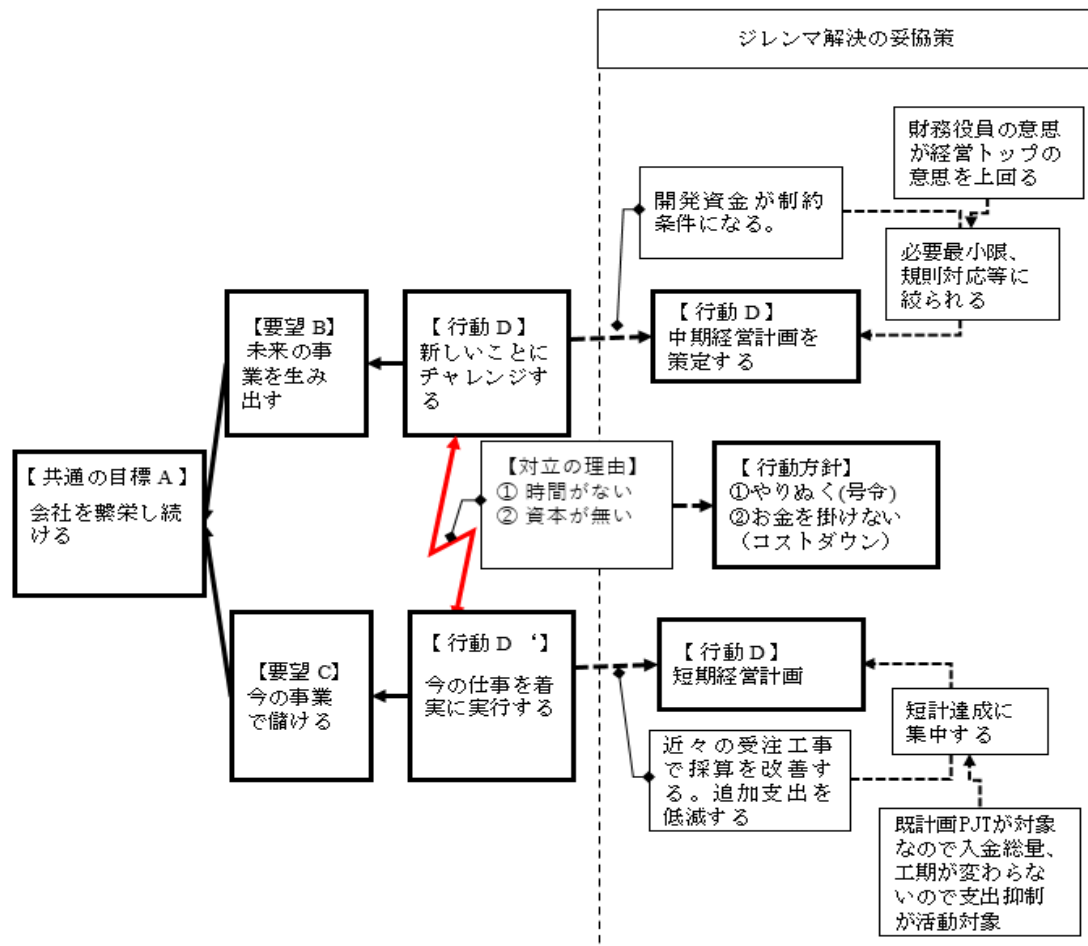 ジレンマ解決の妥協策
財務役員の意思
が経営トップの
意思を上回る
開発資金が制約
条件になる。
必要最小限、
規則対応等に
絞られる
【要望 B】
未来の事
業を生み
出す
【 行動 D 】
新しいことに
チャレンジす
る
【 行動 D 】
中期経営計画を
策定する
【 共通の目標 A 】
会社を繁栄し続
ける
【対立の理由】
① 時間がない
② 資本が無い
【 行動方針】
①やりぬく(号令)
②お金を掛けない
（コストダウン）
【要望 C】
今の事業
で儲ける
【 行動 D ‘】
今の仕事を着
実に実行する
【 行動 D 】
短期経営計画
短計達成に
集中する
近々の受注工事
で採算を改善す
る。追加支出を
低減する
既計画PJTが対象
なので入金総量、
工期が変わらな
いので支出抑制
が活動対象